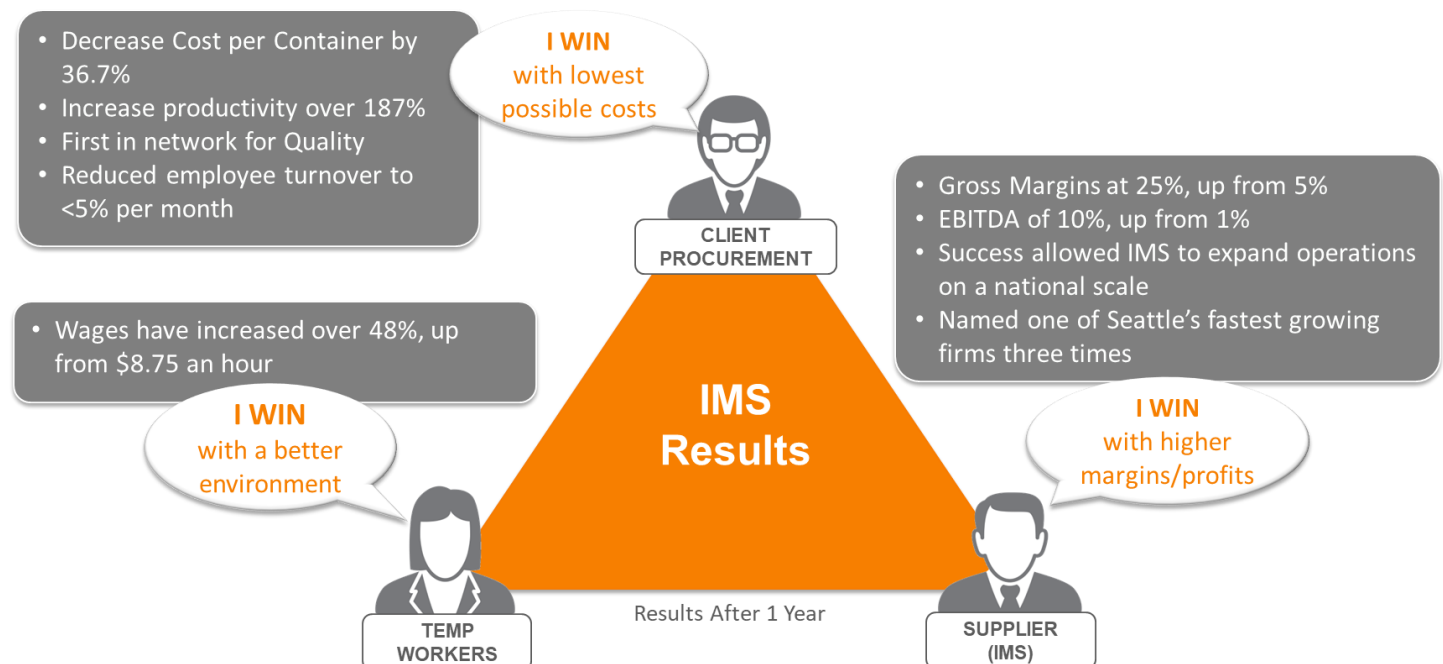 • Decrease Cost per Container by
36.7%
• Increase productivity over 187%
• First in network for Quality
• Reduced employee turnover to
<5% per month
I WIN
with lowest
possible costs
CLIENT
PROCUREMENT
• Gross Margins at 25%, up from 5%
• EBITDA of 10%, up from 1%
• Success allowed IMS to expand operations
on a national scale
• Named one of Seattle’s fastest growing
firms three times
• Wages have increased over 48%, up
from $8.75 an hour
I WIN
with a better
environment
IMS
Results
I WIN
with higher
margins/profits
TEMP
WORKERS
Results After 1 Year
SUPPLIER
(IMS)